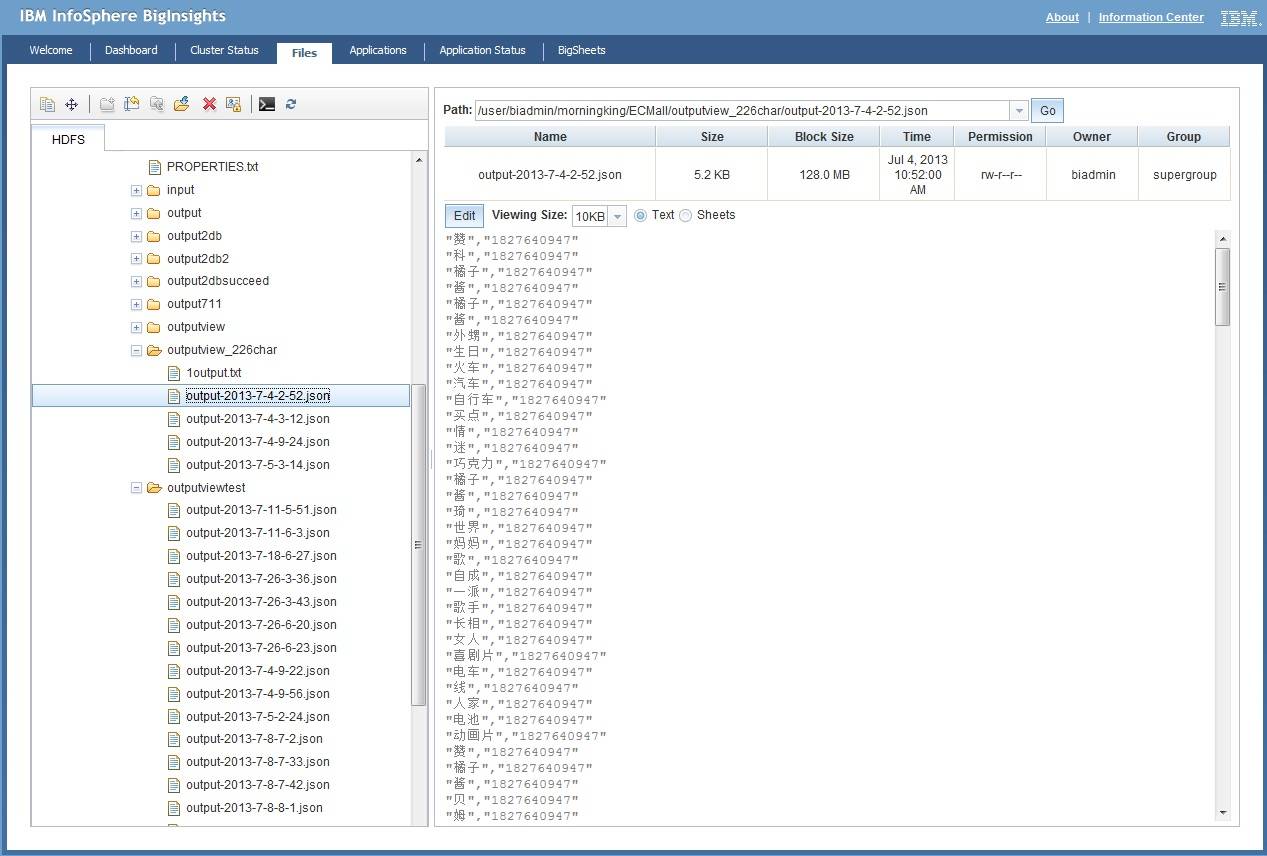 IBM InfoSphere BigInsights
About | Information Center
IBM.
Welcome Dashboard Cluster Status Files Applications Application Status BigSheets
HDFS
PROPERTIES.txt
input
output
output2db
output2db2
output2dbsucceed
output711
outputview
outputview_226char
1output.txt
output-2013-7-4-2-52.json
output-2013-7-4-3-12.json
output-2013-7-4-9-24.json
output-2013-7-5-3-14.json
outputviewtest
output-2013-7-11-5-51.json
output-2013-7-11-6-3.json
output-2013-7-18-6-27.json
output-2013-7-26-3-36.json
output-2013-7-26-3-43.json
output-2013-7-26-6-20.json
output-2013-7-26-6-23.json
output-2013-7-4-9-22.json
output-2013-7-4-9-56.json
output-2013-7-5-2-24.json
output-2013-7-8-7-2.json
output-2013-7-8-7-33.json
output-2013-7-8-7-42.json
output-2013-7-8-8-1.json
Path: /user/biadmin/morningking/ECMall/outputview_226char/output-2013-7-4-2-52.json Go
Name Size Block Size Time Permission Owner Group
output-2013-7-4-2-52.json 5.2 KB 128.0 MB Jul 4, 2013 10:52:00 AM rw-r--r-- biadmin supergroup
Edit Viewing Size: 10KB Text Sheets
"赞","1827640947"
"科","1827640947"
"橘子","1827640947"
"酱","1827640947"
"橘子","1827640947"
"酱","1827640947"
"外甥","1827640947"
"生日","1827640947"
"火车","1827640947"
"汽车","1827640947"
"自行车","1827640947"
"买点","1827640947"
"情","1827640947"
"迷","1827640947"
"巧克力","1827640947"
"橘子","1827640947"
"酱","1827640947"
"琦","1827640947"
"世界","1827640947"
"妈妈","1827640947"
"歌","1827640947"
"自成","1827640947"
"一派","1827640947"
"歌手","1827640947"
"长相","1827640947"
"女人","1827640947"
"喜剧片","1827640947"
"电车","1827640947"
"线","1827640947"
"人家","1827640947"
"电池","1827640947"
"动画片","1827640947"
"赞","1827640947"
"橘子","1827640947"
"酱","1827640947"
"贝","1827640947"
"姆","1827640947"